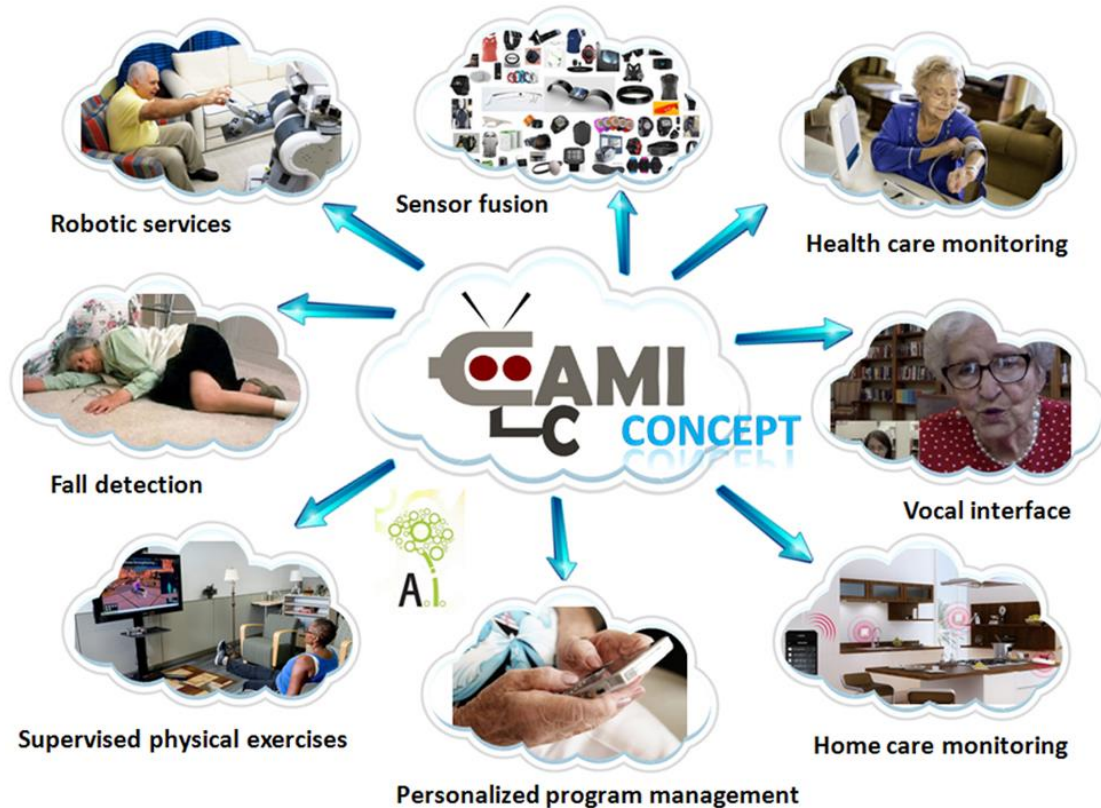 Robotic services
Sensor fusion
Health care monitoring
CAMI
C
CONCEPT
Fall detection
Vocal interface
A.I
Supervised physical exercises
Home care monitoring
Personalized program management